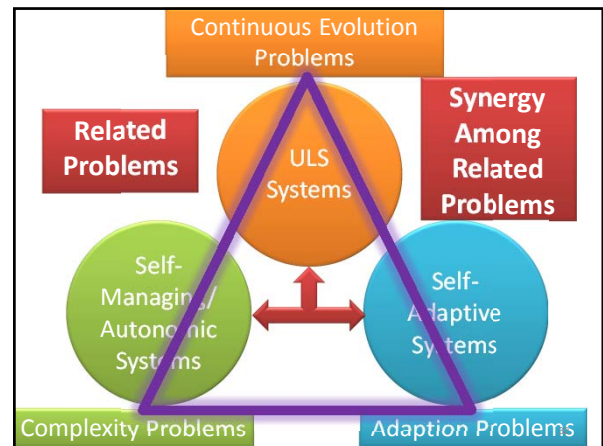 Continuous Evolution
Problems
Related
Problems
Synergy
Among
Related
Problems
ULS
Systems
Self-
Managing/
Autonomic
Systems
Self-
Adaptive
Systems
Complexity Problems
Adaption Problems